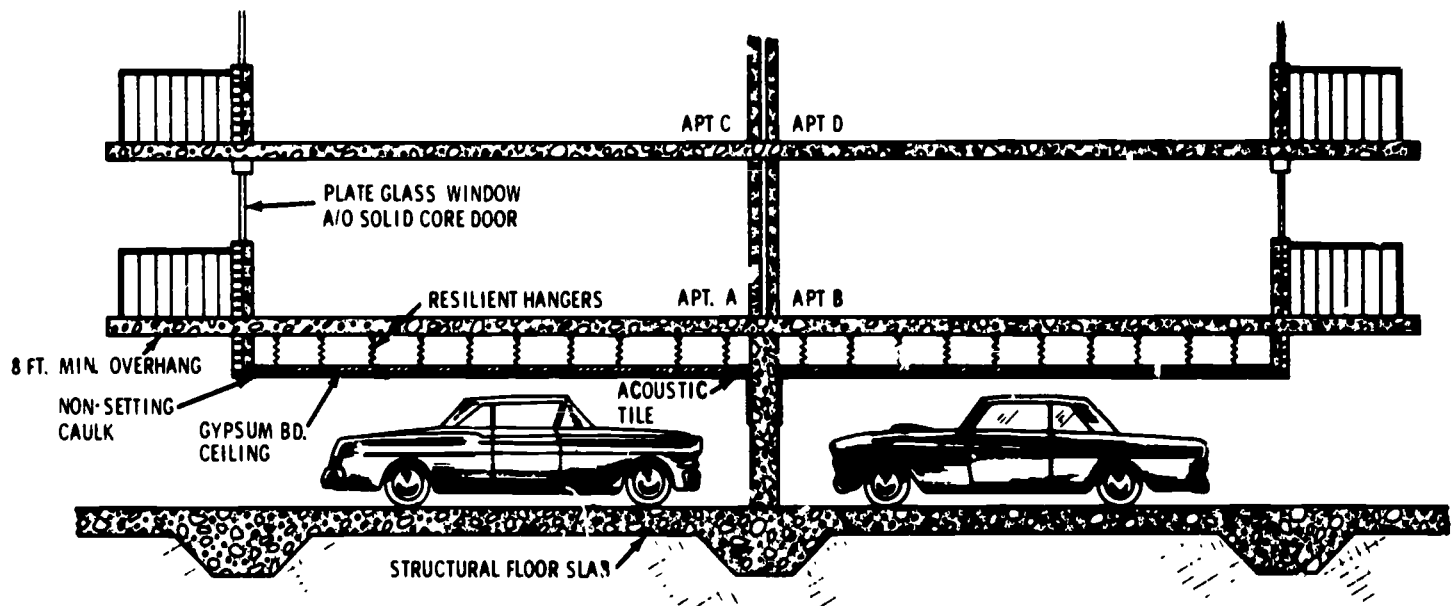 APT C
APT D
PLATE GLASS WINDOW
A/O SOLID CORE DOOR
RESILIENT HANGERS
APT. A
APT B
8 FT. MIN. OVERHANG
NON-SETTING
CAULK
GYPSUM BD.
CEILING
ACOUSTIC
TILE
STRUCTURAL FLOOR SLAB